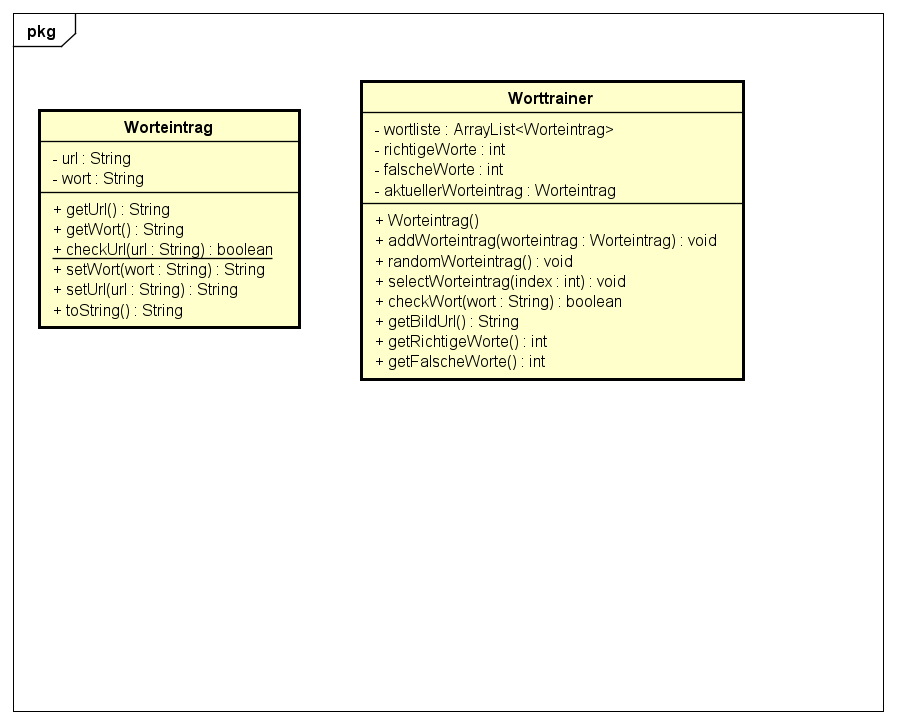 pkg
Worteintrag
- url : String
- wort : String
+ getUrl() : String
+ getWort() : String
+ checkUrl(url : String) : boolean
+ setWort(wort : String) : String
+ setUrl(url : String) : String
+ toString() : String
Worttrainer
- wortliste : ArrayList<Worteintrag>
- richtigeWorte : int
- falscheWorte : int
- aktuellerWorteintrag : Worteintrag
+ Worteintrag()
+ addWorteintrag(worteintrag : Worteintrag) : void
+ randomWorteintrag() : void
+ selectWorteintrag(index : int) : void
+ checkWort(wort : String) : boolean
+ getBildUrl() : String
+ getRichtigeWorte() : int
+ getFalscheWorte() : int